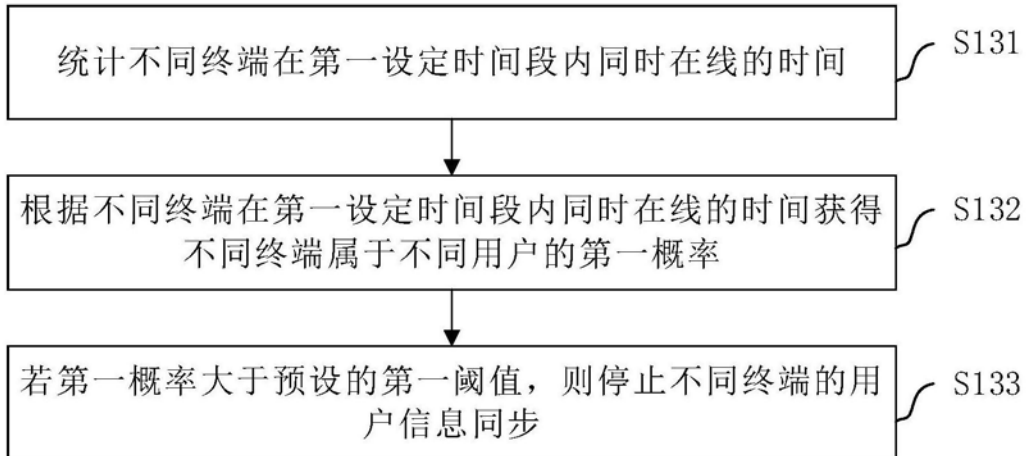 统计不同终端在第一设定时间段内同时在线的时间
S131
根据不同终端在第一设定时间段内同时在线的时间获得
不同终端属于不同用户的第一概率
S132
若第一概率大于预设的第一阈值，则停止不同终端的用
户信息同步
S133